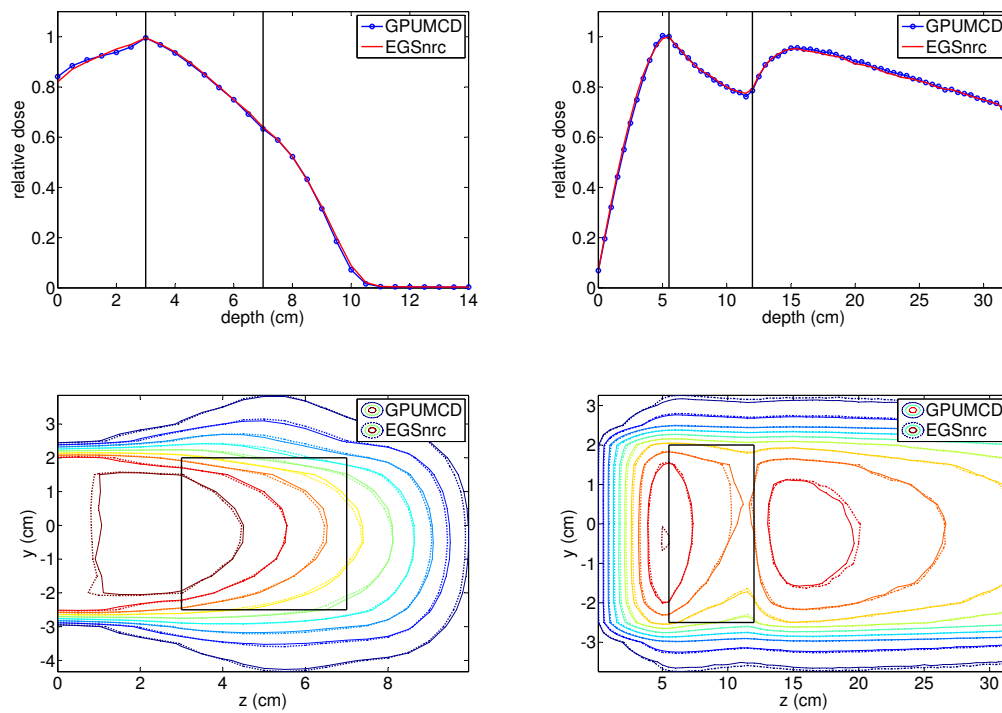 GPUMCD
EGSnrc
relative dose
1
0.8
0.6
0.4
0.2
0
0 2 4 6 8 10 12 14
depth (cm)
GPUMCD
EGSnrc
relative dose
1
0.8
0.6
0.4
0.2
0
0 5 10 15 20 25 30
depth (cm)
GPUMCD
EGSnrc
y (cm)
3
2
1
0
-1
-2
-3
-4
0 2 4 6 8
z (cm)
GPUMCD
EGSnrc
y (cm)
3
2
1
0
-1
-2
-3
5 10 15 20 25 30
z (cm)